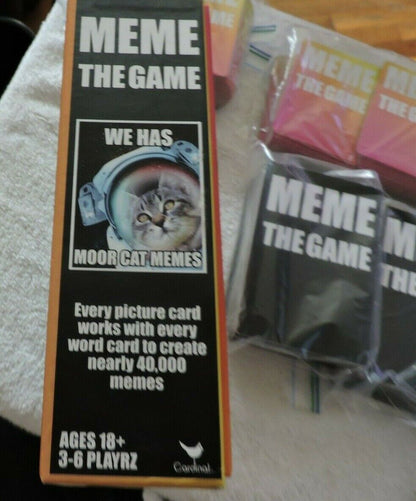 MEME
THE GAME
WE HAS
MOOR CAT MEMES
Every picture card
works with every
word card to create
nearly 40,000
memes
AGES 18+
3-6 PLAYRZ
Cardinal
GAME
MEME
THE GAME
THE
MEME
THE GAME
THE